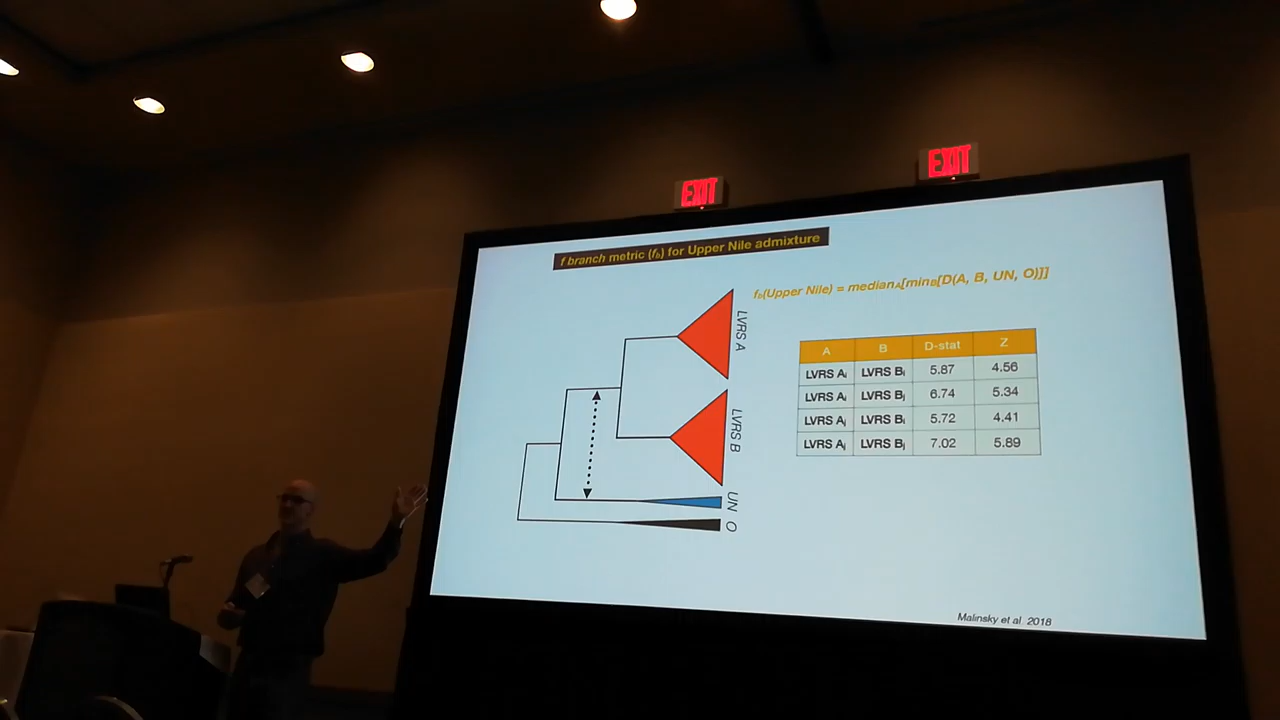 EXIT
EXIT
f branch metric (fb) for Upper Nile admixture
fb(Upper Nile) = medianA[minB[D(A, B, UN, O)]]
LVRS A
LVRS B
UN
O
A B D-stat Z
LVRS Ai LVRS Bi 5.87 4.56
LVRS Ai LVRS Bj 6.74 5.34
LVRS Aj LVRS Bi 5.72 4.41
LVRS Aj LVRS Bj 7.02 5.89
Malinsky et al 2018